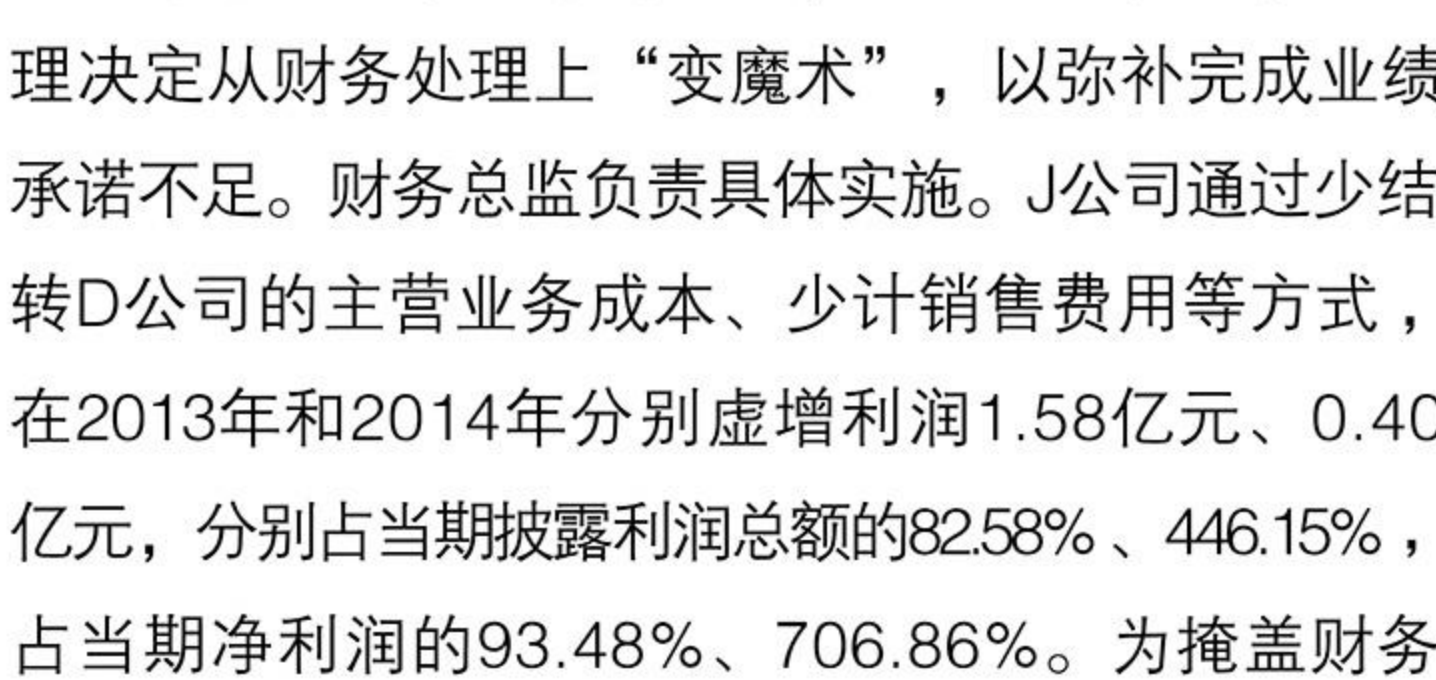 理决定从财务处理上“变魔术”，以弥补完成业绩
承诺不足。财务总监负责具体实施。J公司通过少结
转D公司的主营业务成本、少计销售费用等方式，
在2013年和2014年分别虚增利润1.58亿元、0.40
亿元，分别占当期披露利润总额的82.58%、446.15%，
占当期净利润的93.48%、706.86%。为掩盖财务